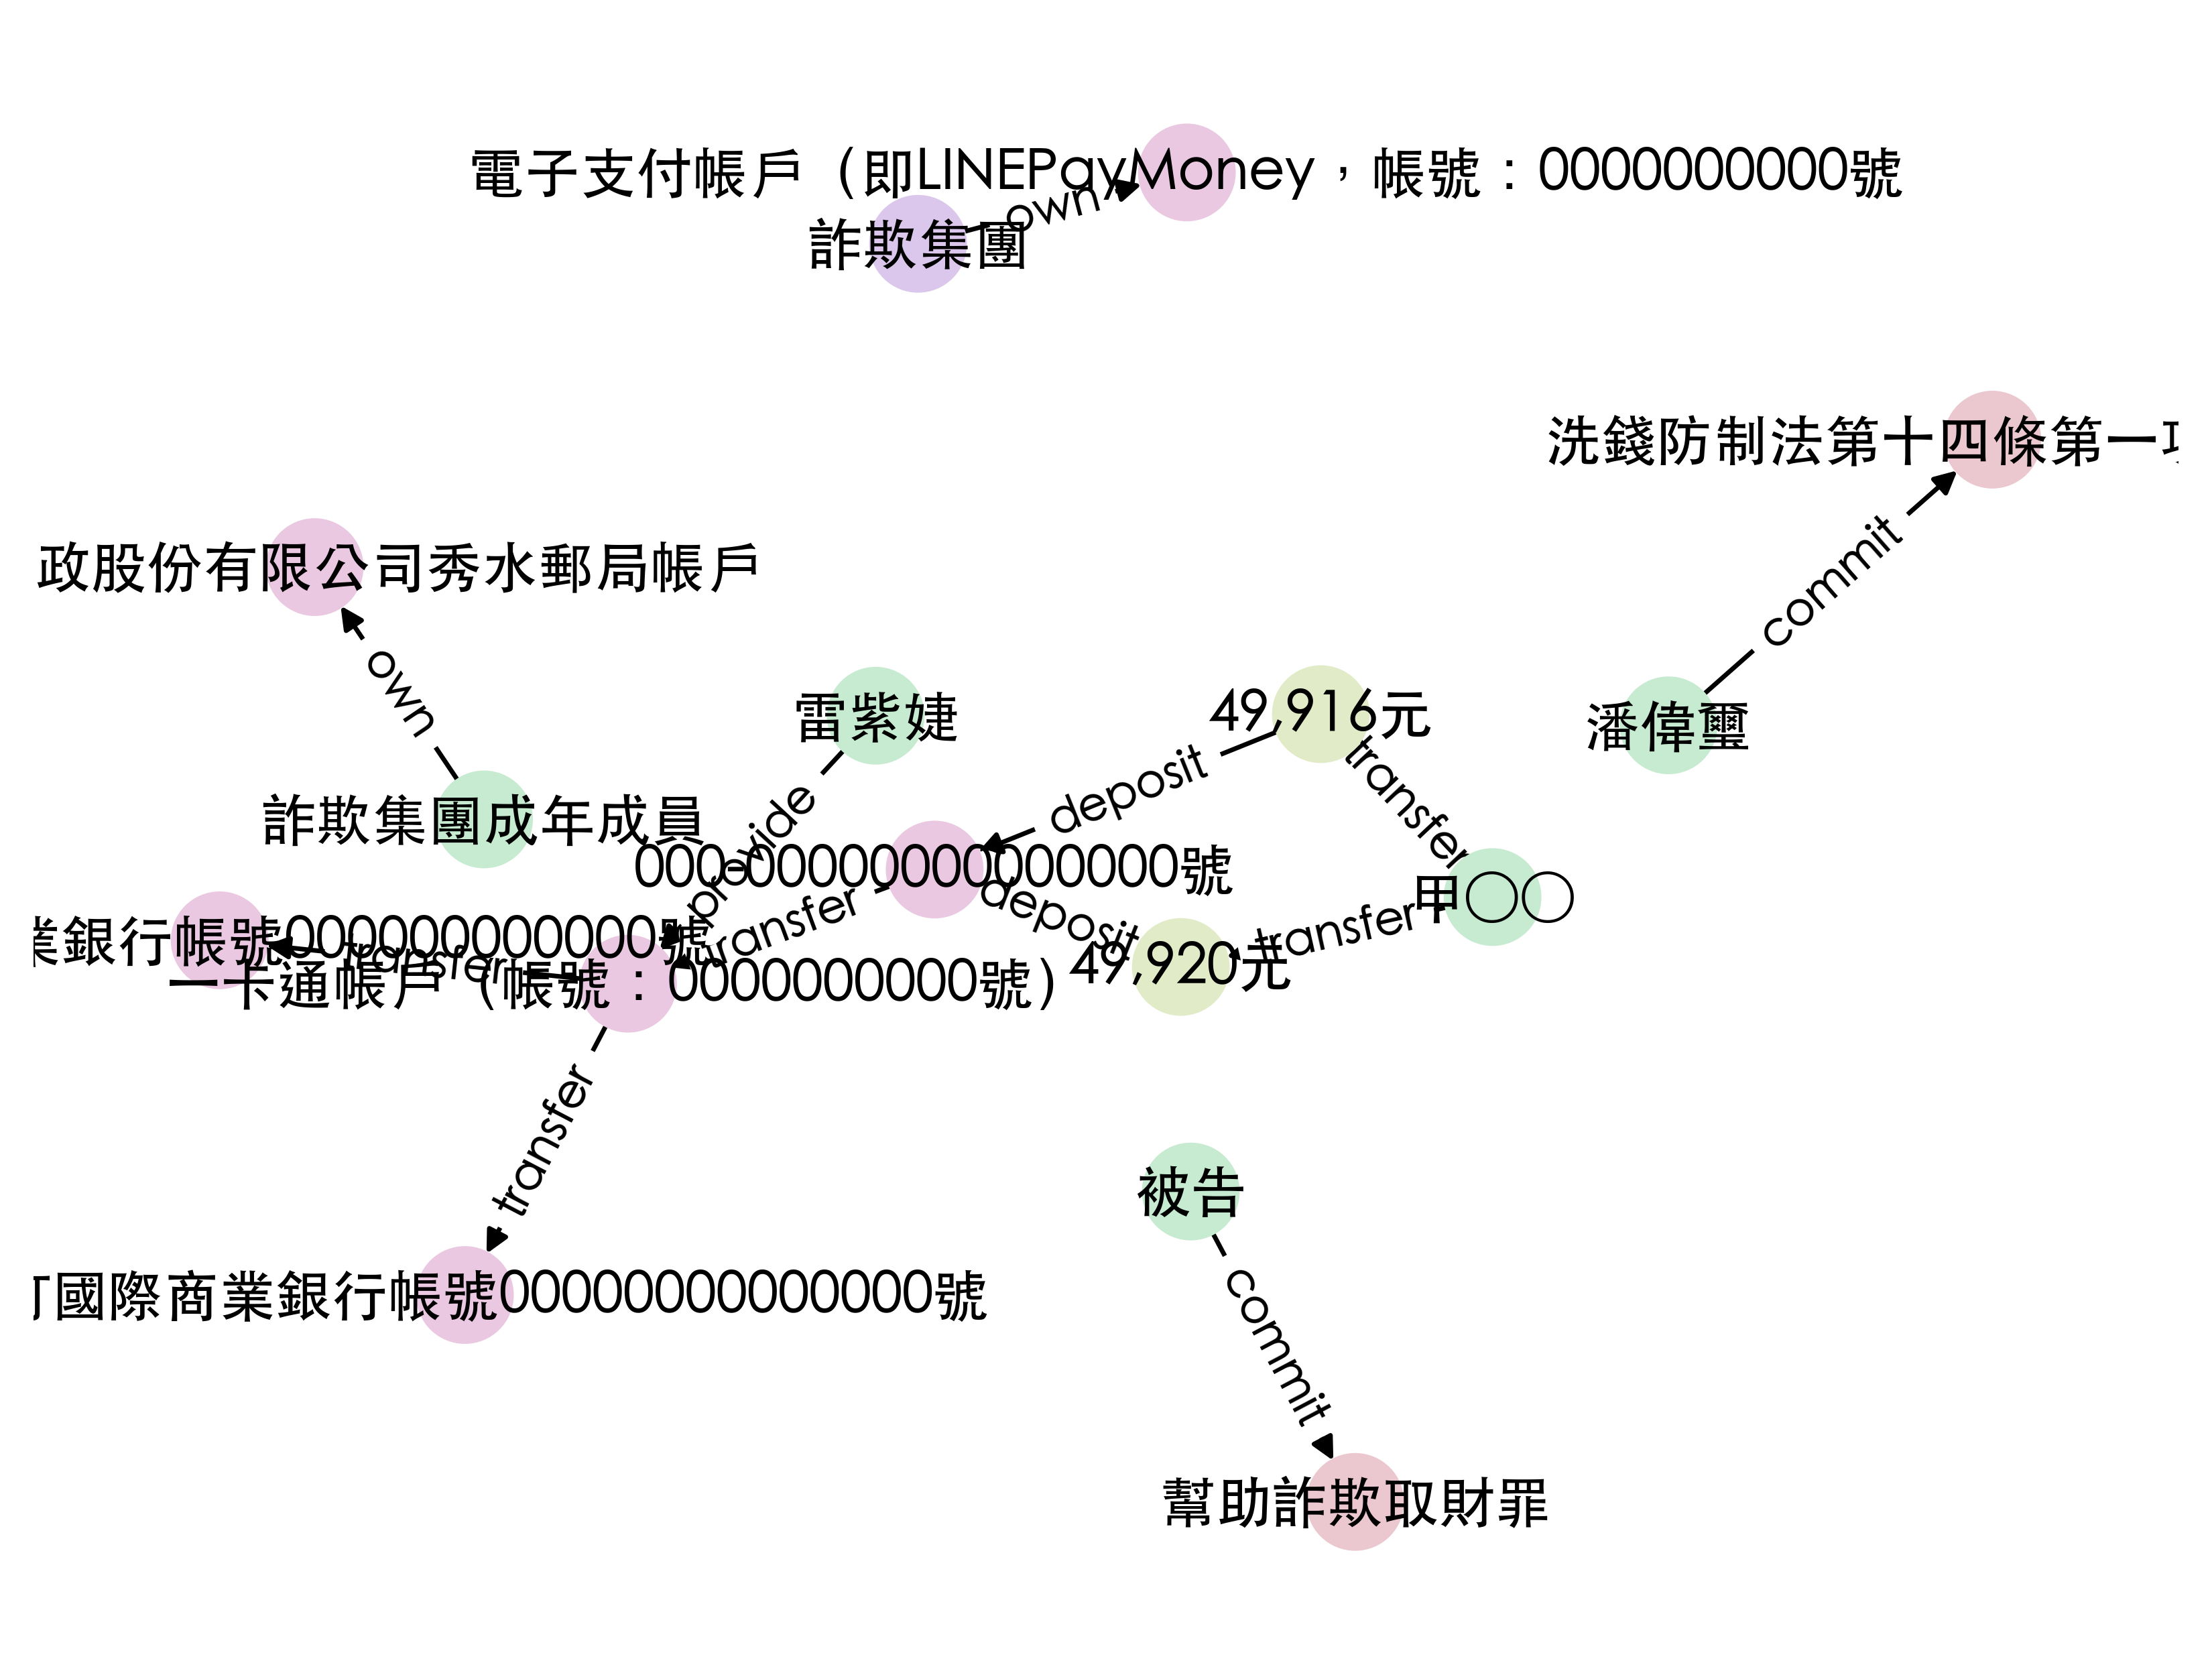 電子支付帳戶（即LINEPayMoney，帳號：0000000000號
own
詐欺集團
洗錢防制法第十四條第一
commit
政股份有限公司秀水郵局帳戶
own
雷紫婕
49,916元
潘偉璽
deposit
transfer
詐欺集團成年成員
provide
000-00000000000000號
甲○○
transfer
deposit
transfer
銀行帳號000000000000號
transfer
49,920元
一卡通帳戶（帳號：0000000000號）
transfer
被告
國際商業銀行帳號00000000000000號
commit
幫助詐欺取財罪